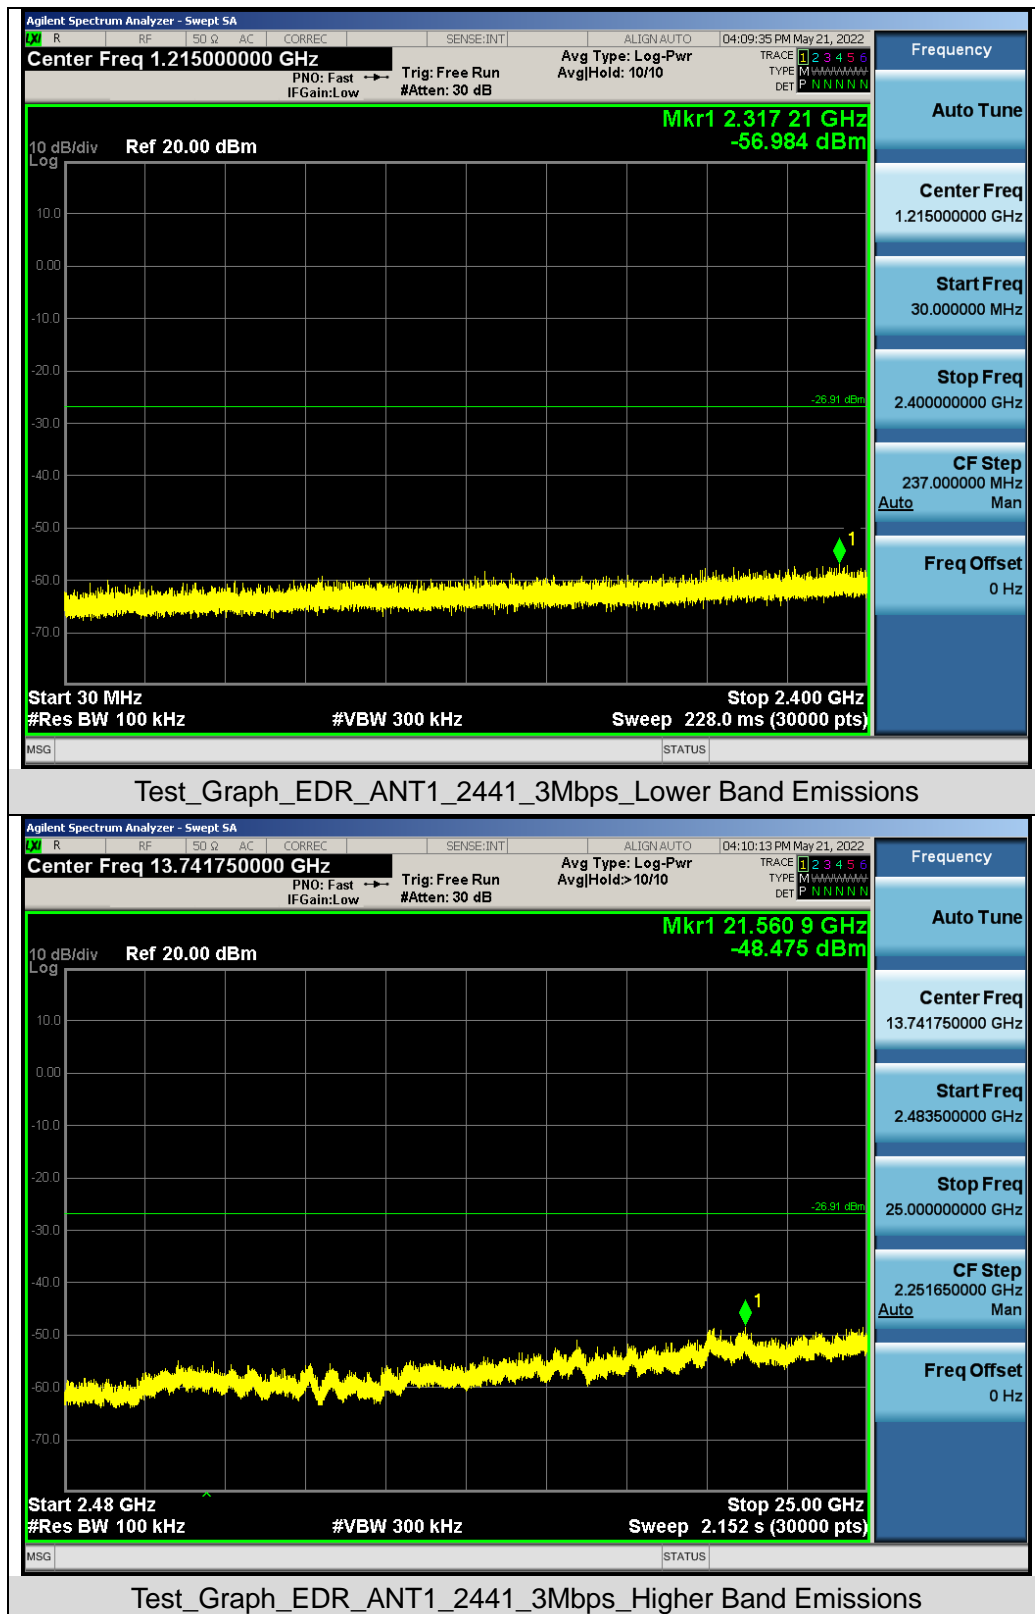 Agilent Spectrum Analyzer - Swept SA
LXI R RF 50 Ω AC CORREC SENSE:INT ALIGN AUTO 04:09:35 PM May 21, 2022
Center Freq 1.215000000 GHz
PNO: Fast
IFGain:Low
Trig: Free Run
#Atten: 30 dB
Avg Type: Log-Pwr
Avg|Hold: 10/10
TRACE 1 2 3 4 5 6
TYPE M
DET P N N N N N
Mkr1 2.317 21 GHz
-56.984 dBm
10 dB/div Ref 20.00 dBm
Log
10.0
0.00
-10.0
-20.0
-26.91 dBm
-30.0
-40.0
-50.0
1
-60.0
-70.0
Start 30 MHz Stop 2.400 GHz
#Res BW 100 kHz #VBW 300 kHz Sweep 228.0 ms (30000 pts)
MSG STATUS
Frequency
Auto Tune
Center Freq
1.215000000 GHz
Start Freq
30.000000 MHz
Stop Freq
2.400000000 GHz
CF Step
237.000000 MHz
Auto Man
Freq Offset
0 Hz
Test_Graph_EDR_ANT1_2441_3Mbps_Lower Band Emissions
Agilent Spectrum Analyzer - Swept SA
LXI R RF 50 Ω AC CORREC SENSE:INT ALIGN AUTO 04:10:13 PM May 21, 2022
Center Freq 13.741750000 GHz
PNO: Fast
IFGain:Low
Trig: Free Run
#Atten: 30 dB
Avg Type: Log-Pwr
Avg|Hold:>10/10
TRACE 1 2 3 4 5 6
TYPE M
DET P N N N N N
Mkr1 21.560 9 GHz
-48.475 dBm
10 dB/div Ref 20.00 dBm
Log
10.0
0.00
-10.0
-20.0
-26.91 dBm
-30.0
-40.0
1
-50.0
-60.0
-70.0
Start 2.48 GHz Stop 25.00 GHz
#Res BW 100 kHz #VBW 300 kHz Sweep 2.152 s (30000 pts)
MSG STATUS
Frequency
Auto Tune
Center Freq
13.741750000 GHz
Start Freq
2.483500000 GHz
Stop Freq
25.000000000 GHz
CF Step
2.251650000 GHz
Auto Man
Freq Offset
0 Hz
Test_Graph_EDR_ANT1_2441_3Mbps_Higher Band Emissions